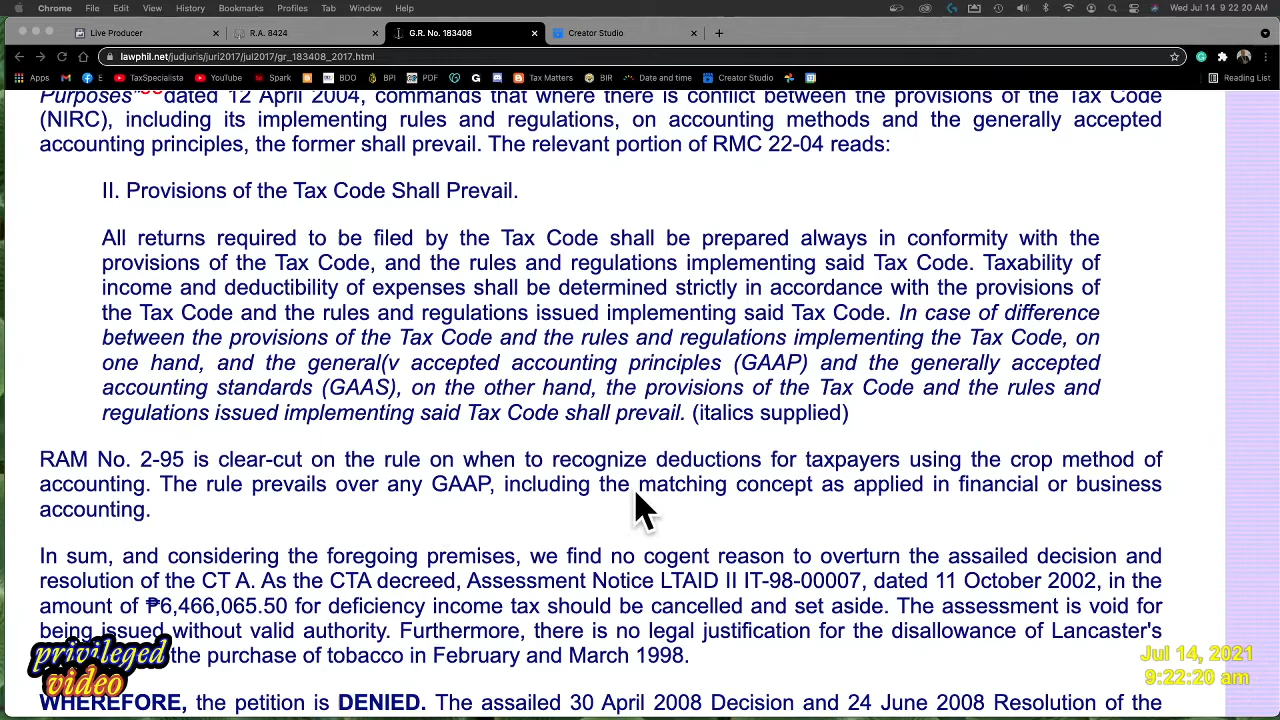 Chrome File Edit View History Bookmarks Profiles Tab Window Help Wed Jul 14 9 22 20 AM
Live Producer R.A. 8424 G.R. No. 183408 Creator Studio
lawphil.net/judjuris/juri2017/jul2017/gr_183408_2017.html
Apps E TaxSpecialista YouTube Spark BDO BPI PDF Send Tax Matters BIR Date and time Creator Studio Reading List
Purposes" dated 12 April 2004, commands that where there is conflict between the provisions of the Tax Code
(NIRC), including its implementing rules and regulations, on accounting methods and the generally accepted
accounting principles, the former shall prevail. The relevant portion of RMC 22-04 reads:
II. Provisions of the Tax Code Shall Prevail.
All returns required to be filed by the Tax Code shall be prepared always in conformity with the
provisions of the Tax Code, and the rules and regulations implementing said Tax Code. Taxability of
income and deductibility of expenses shall be determined strictly in accordance with the provisions of
the Tax Code and the rules and regulations issued implementing said Tax Code. In case of difference
between the provisions of the Tax Code and the rules and regulations implementing the Tax Code, on
one hand, and the general(v accepted accounting principles (GAAP) and the generally accepted
accounting standards (GAAS), on the other hand, the provisions of the Tax Code and the rules and
regulations issued implementing said Tax Code shall prevail. (italics supplied)
RAM No. 2-95 is clear-cut on the rule on when to recognize deductions for taxpayers using the crop method of
accounting. The rule prevails over any GAAP, including the matching concept as applied in financial or business
accounting.
In sum, and considering the foregoing premises, we find no cogent reason to overturn the assailed decision and
resolution of the CT A. As the CTA decreed, Assessment Notice LTAID II IT-98-00007, dated 11 October 2002, in the
amount of ₱6,466,065.50 for deficiency income tax should be cancelled and set aside. The assessment is void for
being issued without valid authority. Furthermore, there is no legal justification for the disallowance of Lancaster's
the purchase of tobacco in February and March 1998.
WHEREFORE, the petition is DENIED. The assailed 30 April 2008 Decision and 24 June 2008 Resolution of the
privileged
video
Jul 14, 2021
9:22:20 am